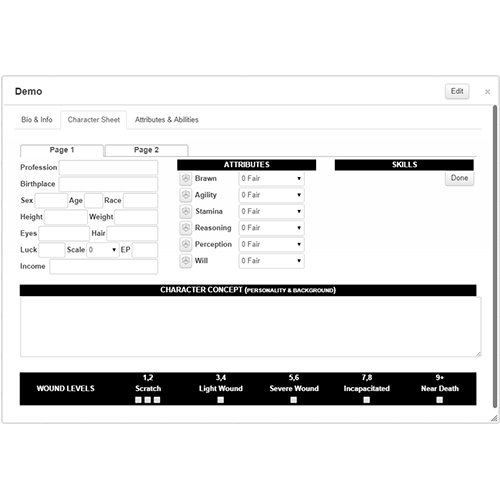 Demo Edit ×
Bio & Info Character Sheet Attributes & Abilities
Page 1 Page 2
Profession ATTRIBUTES SKILLS
Birthplace Brawn 0 Fair Done
Sex Age Race Agility 0 Fair
Height Weight Stamina 0 Fair
Eyes Hair Reasoning 0 Fair
Luck Scale 0 EP Perception 0 Fair
Income Will 0 Fair
CHARACTER CONCEPT (PERSONALITY & BACKGROUND)
1,2 3,4 5,6 7,8 9+
WOUND LEVELS Scratch Light Wound Severe Wound Incapacitated Near Death